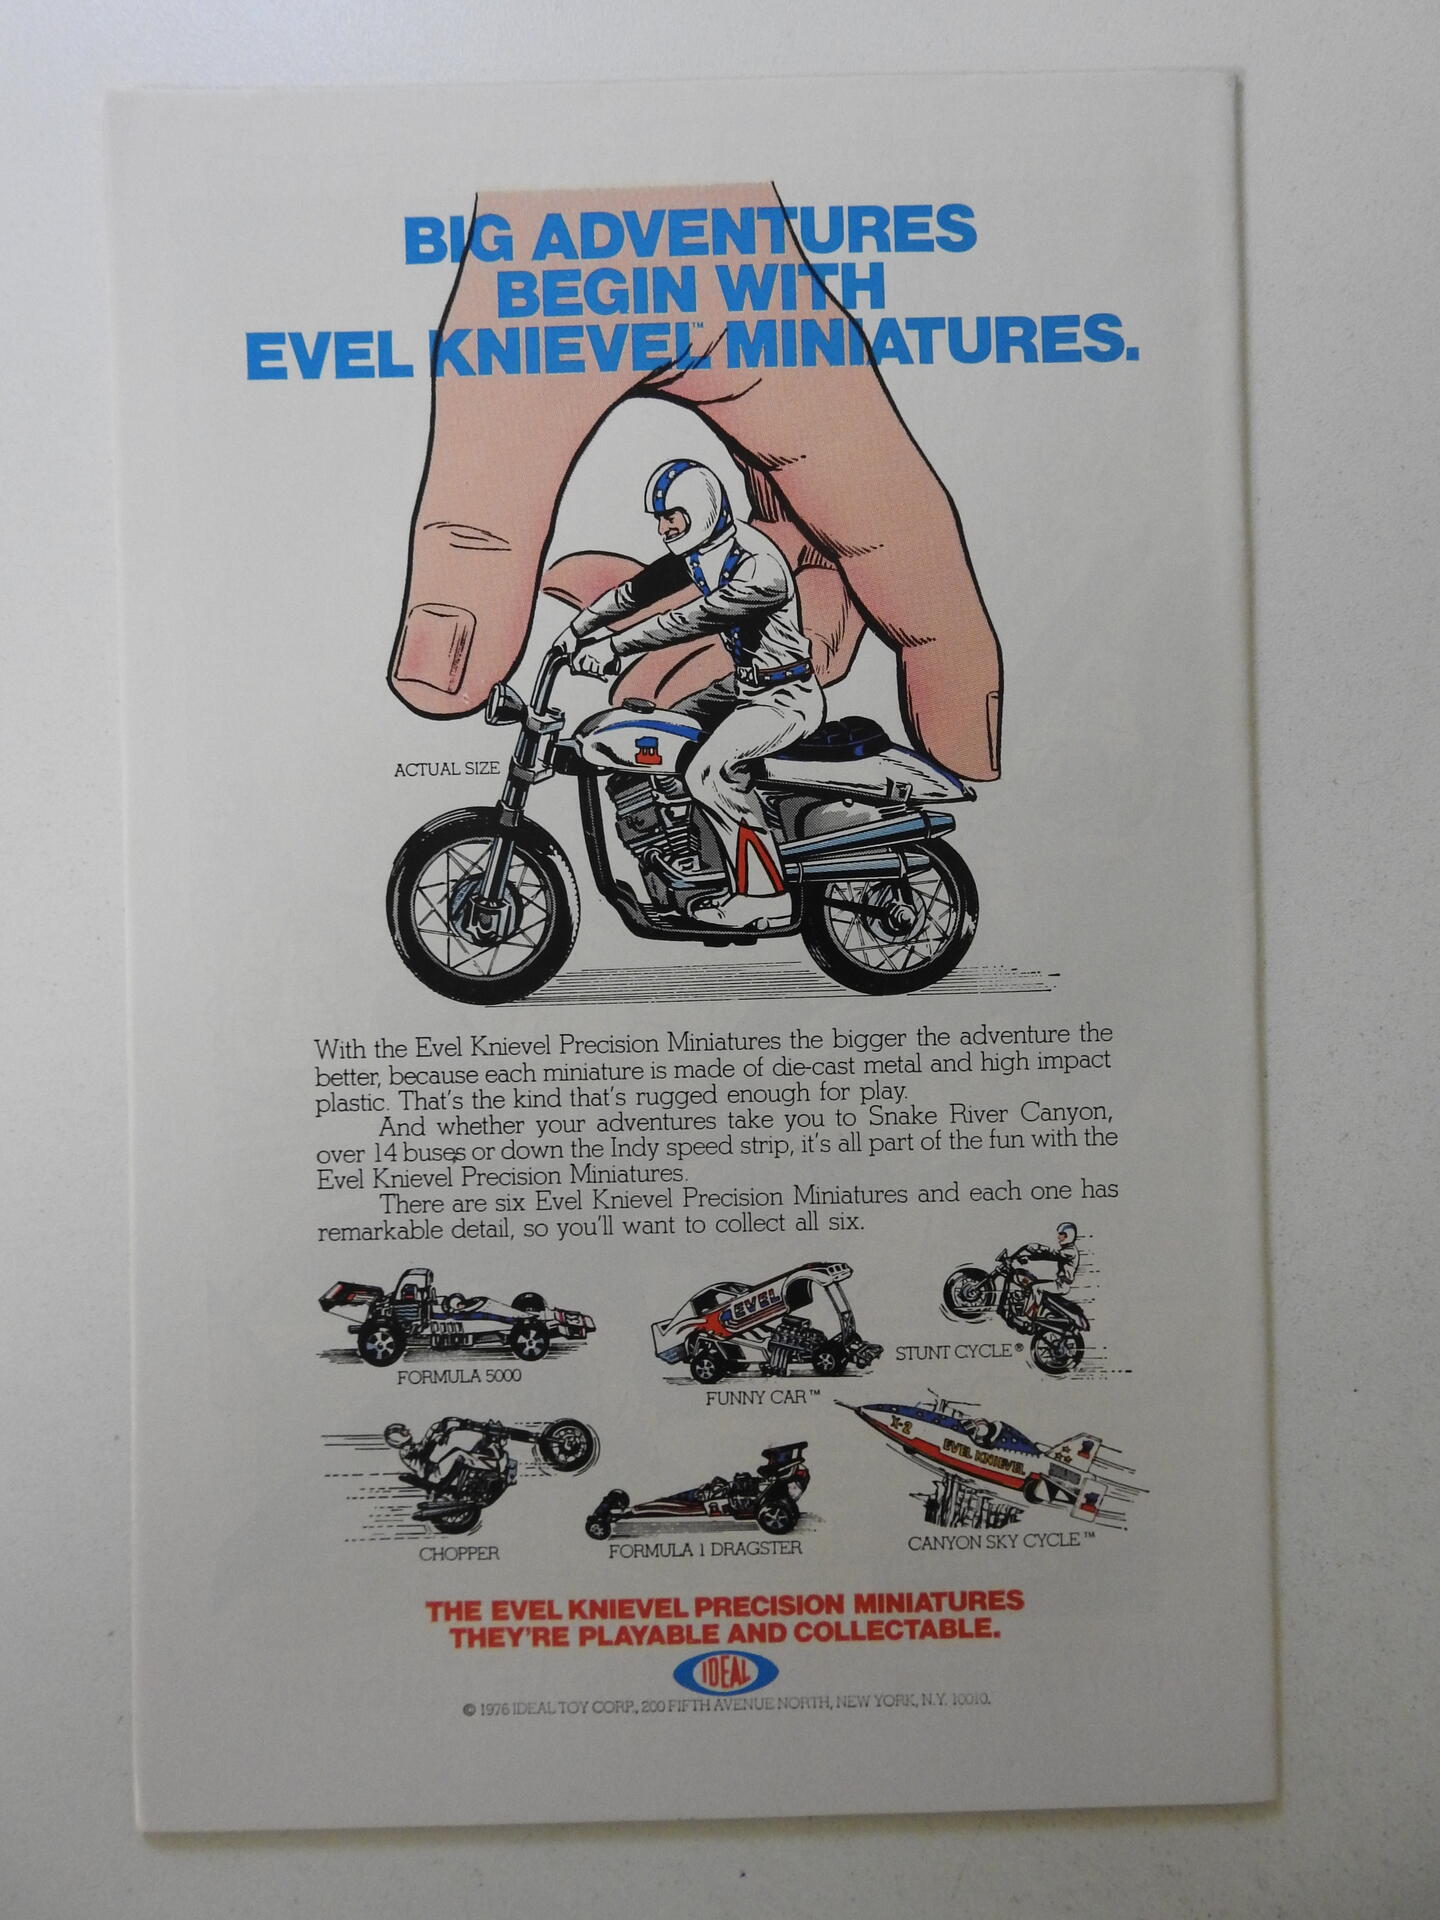 BIG ADVENTURES
BEGIN WITH
EVEL KNIEVEL™ MINIATURES.
ACTUAL SIZE
1
With the Evel Knievel Precision Miniatures the bigger the adventure the
better, because each miniature is made of die-cast metal and high impact
plastic. That's the kind that's rugged enough for play.
And whether your adventures take you to Snake River Canyon,
over 14 buses or down the Indy speed strip, it's all part of the fun with the
Evel Knievel Precision Miniatures.
There are six Evel Knievel Precision Miniatures and each one has
remarkable detail, so you'll want to collect all six.
EVEL
STUNT CYCLE®
FORMULA 5000
FUNNY CAR™
X-2
EVEL KNIEVEL
CHOPPER
FORMULA 1 DRAGSTER
CANYON SKY CYCLE™
THE EVEL KNIEVEL PRECISION MINIATURES
THEY'RE PLAYABLE AND COLLECTABLE.
IDEAL
© 1976 IDEAL TOY CORP., 200 FIFTH AVENUE NORTH, NEW YORK, N.Y. 10010.